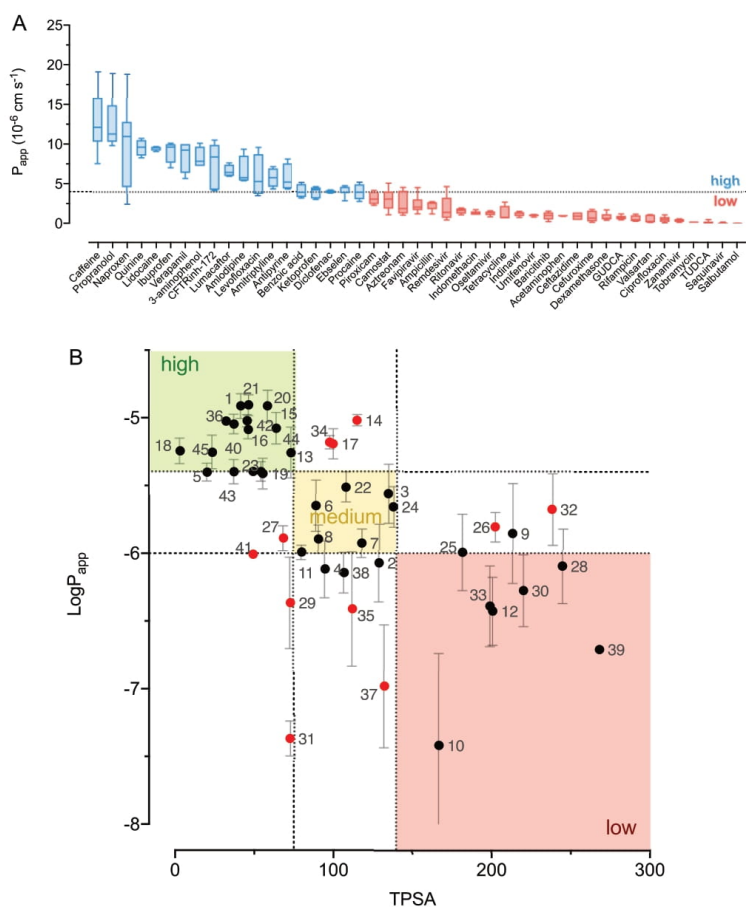 A
25
20
15
10
5
0
P_app (10^-6 cm s^-1)
high
low
Caffeine
Propranolol
Naproxen
Quinine
Lidocaine
Ibuprofen
Verapamil
3-aminophenol
CFTRinh-172
Lumacaftor
Amlodipine
Levofloxacin
Amitriptyline
Antipyrine
Benzoic acid
Ketoprofen
Diclofenac
Ebselen
Procaine
Piroxicam
Camostat
Aztreonam
Favipiravir
Ampicillin
Remdesivir
Ritonavir
Indomethacin
Oseltamivir
Tetracycline
Indinavir
Umifenovir
Baricitinib
Acetaminophen
Ceftazidime
Cefuroxime
Dexamethasone
GUDCA
Rifampicin
Valsartan
Ciprofloxacin
Zanamivir
Tobramycin
TUDCA
Saquinavir
Salbutamol
B
high
21
1
20
36
15
14
42
34
17
16
44
18
45
40
13
5
23
19
43
22
3
6
24
medium
32
26
27
8
7
9
25
41
11
4
38
2
28
30
29
35
33
12
39
37
31
10
low
-5
-6
-7
-8
LogP_app
0
100
200
300
TPSA